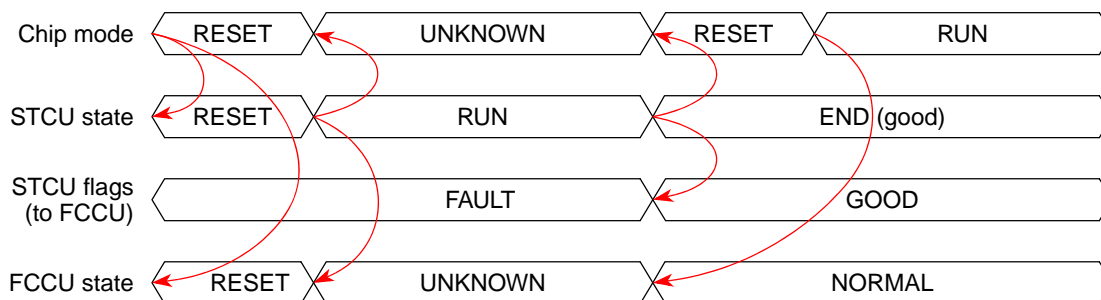 Chip mode RESET UNKNOWN RESET RUN
STCU state RESET RUN END (good)
STCU flags
(to FCCU) FAULT GOOD
FCCU state RESET UNKNOWN NORMAL